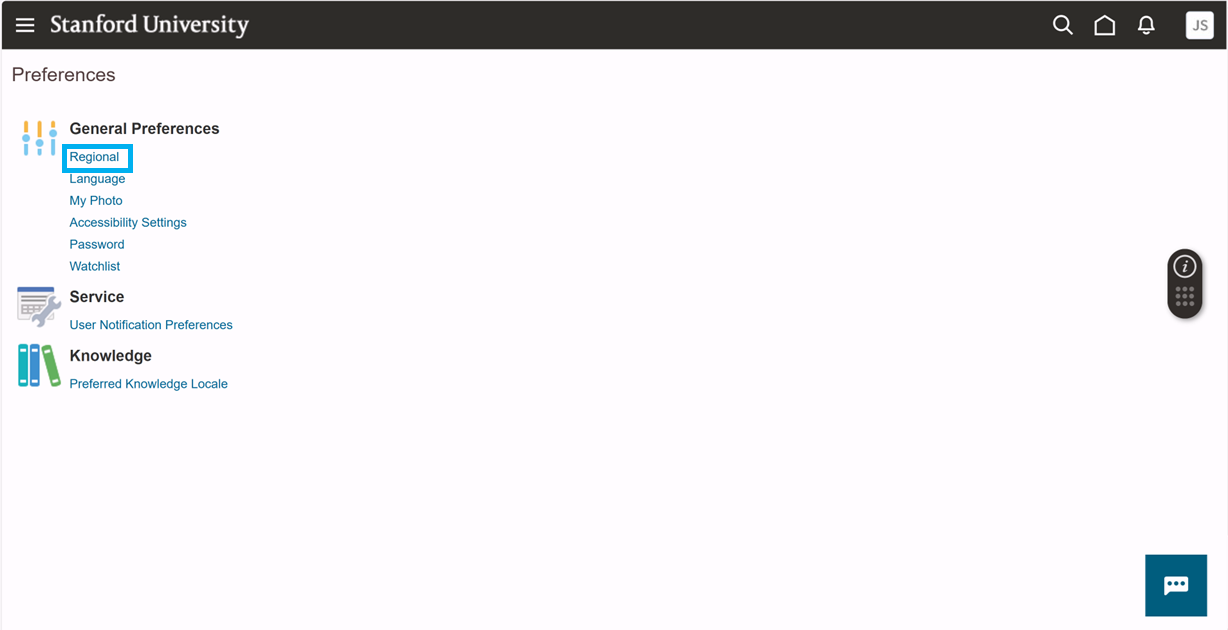 Stanford University
JS
Preferences
General Preferences
Regional
Language
My Photo
Accessibility Settings
Password
Watchlist
Service
User Notification Preferences
Knowledge
Preferred Knowledge Locale
i